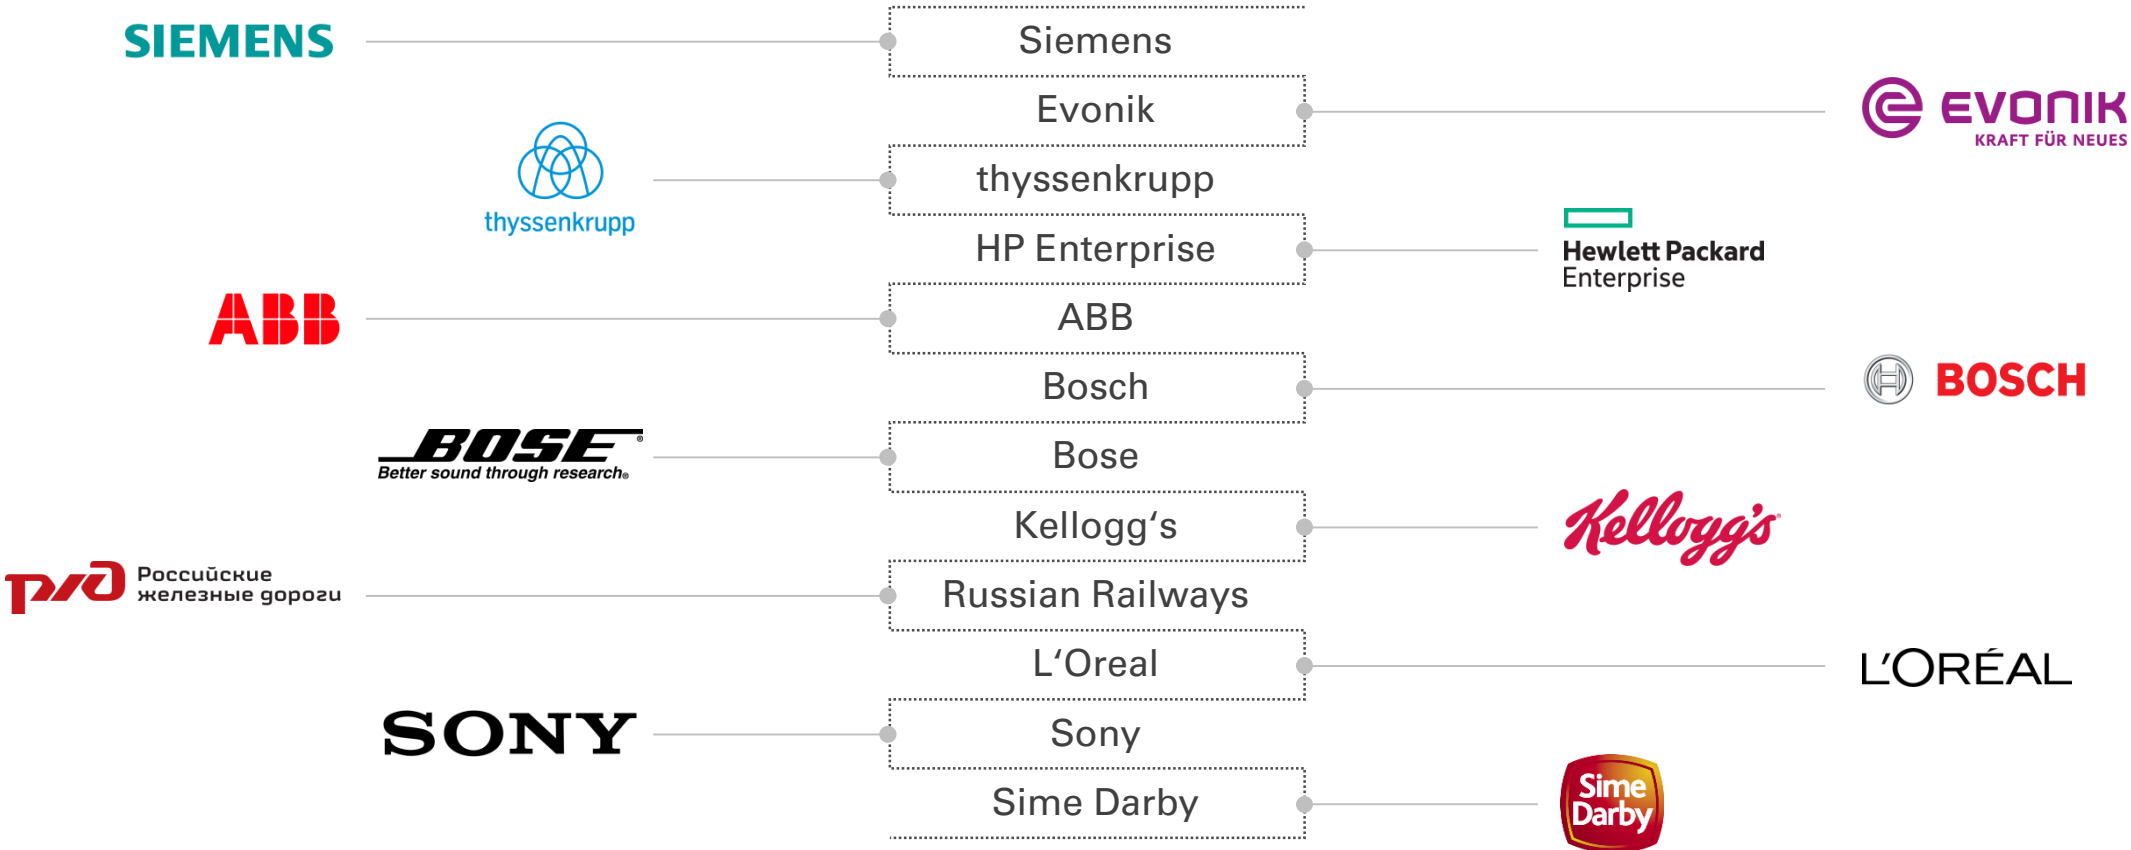 SIEMENS
Siemens
Evonik
EVONIK
KRAFT FÜR NEUES
thyssenkrupp
thyssenkrupp
HP Enterprise
Hewlett Packard
Enterprise
ABB
ABB
Bosch
BOSCH
BOSE®
Better sound through research®
Bose
Kellogg‘s
Kellogg's
Российские
железные дороги
Russian Railways
L‘Oreal
L'ORÉAL
SONY
Sony
Sime Darby
Sime
Darby